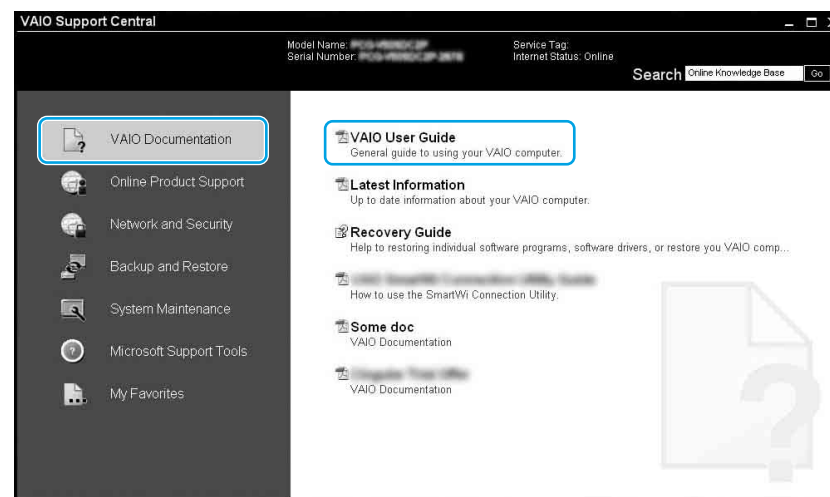 VAIO Support Central
Model Name:
Service Tag:
Serial Number:
Internet Status: Online
Search Online Knowledge Base Go
VAIO Documentation
Online Product Support
Network and Security
Backup and Restore
System Maintenance
Microsoft Support Tools
My Favorites
VAIO User Guide
General guide to using your VAIO computer.
Latest Information
Up to date information about your VAIO computer.
Recovery Guide
Help to restoring individual software programs, software drivers, or restore you VAIO comp...
How to use the SmartWi Connection Utility.
Some doc
VAIO Documentation
VAIO Documentation